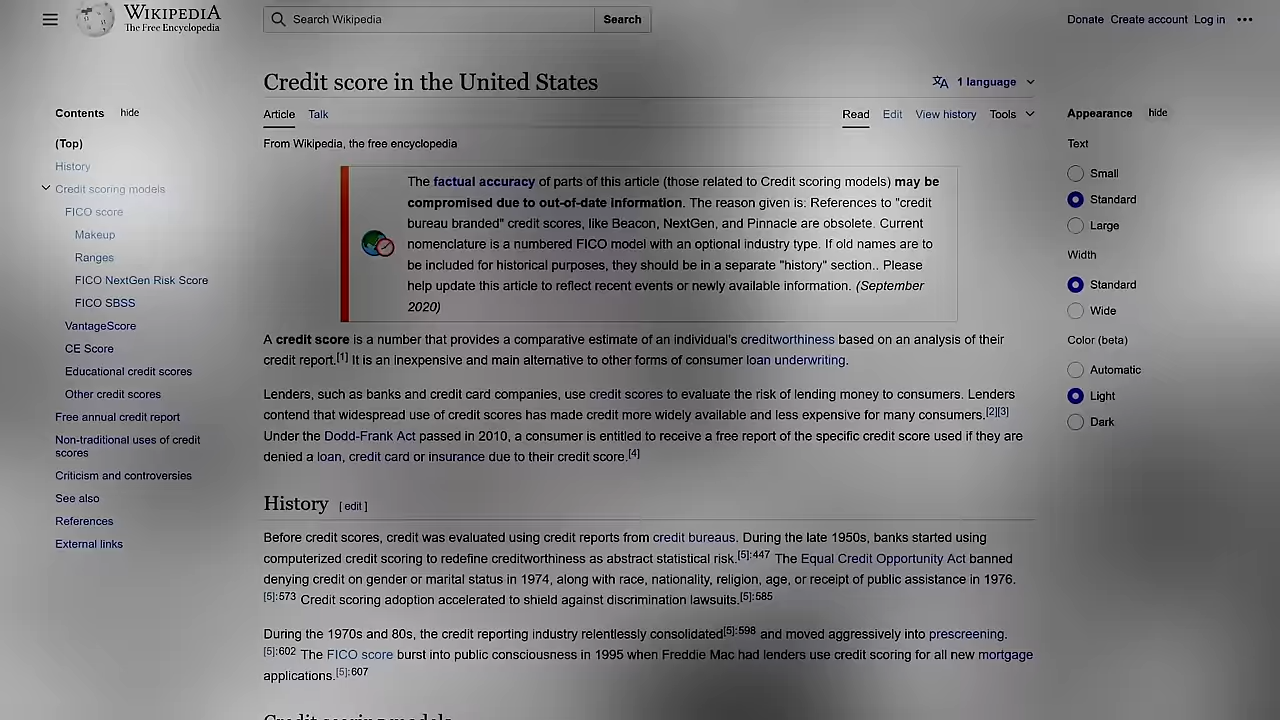 WIKIPEDIA
The Free Encyclopedia
Search Wikipedia
Search
Donate Create account Log in
Credit score in the United States
1 language
Contents hide
(Top)
History
Credit scoring models
FICO score
Makeup
Ranges
FICO NextGen Risk Score
FICO SBSS
VantageScore
CE Score
Educational credit scores
Other credit scores
Free annual credit report
Non-traditional uses of credit
scores
Criticism and controversies
See also
References
External links
Article Talk
Read Edit View history Tools
From Wikipedia, the free encyclopedia
The factual accuracy of parts of this article (those related to Credit scoring models) may be
compromised due to out-of-date information. The reason given is: References to "credit
bureau branded" credit scores, like Beacon, NextGen, and Pinnacle are obsolete. Current
nomenclature is a numbered FICO model with an optional industry type. If old names are to
be included for historical purposes, they should be in a separate "history" section.. Please
help update this article to reflect recent events or newly available information. (September
2020)
A credit score is a number that provides a comparative estimate of an individual's creditworthiness based on an analysis of their
credit report.[1] It is an inexpensive and main alternative to other forms of consumer loan underwriting.
Lenders, such as banks and credit card companies, use credit scores to evaluate the risk of lending money to consumers. Lenders
contend that widespread use of credit scores has made credit more widely available and less expensive for many consumers.[2][3]
Under the Dodd-Frank Act passed in 2010, a consumer is entitled to receive a free report of the specific credit score used if they are
denied a loan, credit card or insurance due to their credit score.[4]
History [ edit ]
Before credit scores, credit was evaluated using credit reports from credit bureaus. During the late 1950s, banks started using
computerized credit scoring to redefine creditworthiness as abstract statistical risk.[5]:447 The Equal Credit Opportunity Act banned
denying credit on gender or marital status in 1974, along with race, nationality, religion, age, or receipt of public assistance in 1976.
[5]:573 Credit scoring adoption accelerated to shield against discrimination lawsuits.[5]:585
During the 1970s and 80s, the credit reporting industry relentlessly consolidated[5]:598 and moved aggressively into prescreening.
[5]:602 The FICO score burst into public consciousness in 1995 when Freddie Mac had lenders use credit scoring for all new mortgage
applications.[5]:607
Credit scoring models
Appearance hide
Text
Small
Standard
Large
Width
Standard
Wide
Color (beta)
Automatic
Light
Dark